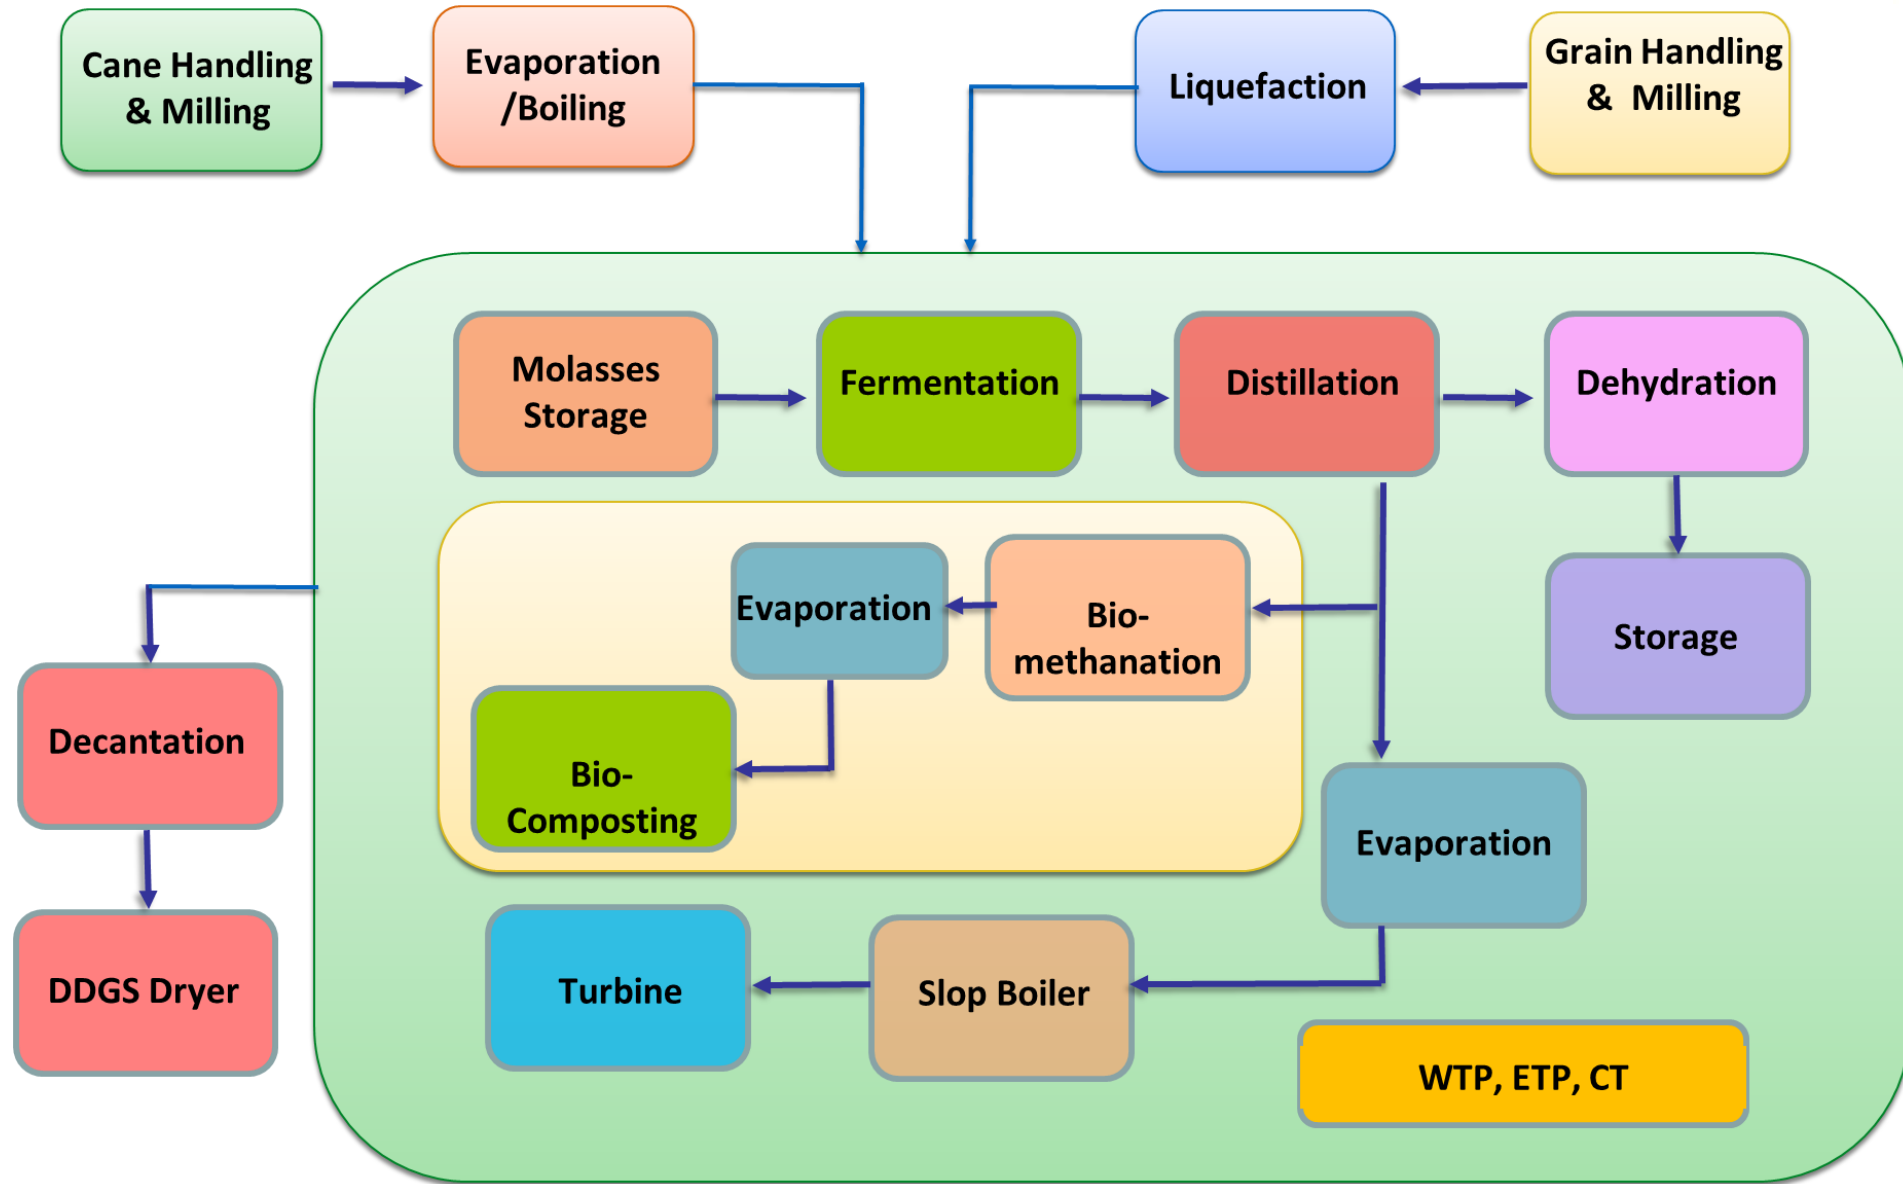 Cane Handling
& Milling
Evaporation
/Boiling
Liquefaction
Grain Handling
& Milling
Molasses
Storage
Fermentation
Distillation
Dehydration
Evaporation
Bio-
methanation
Storage
Decantation
Bio-
Composting
Evaporation
DDGS Dryer
Turbine
Slop Boiler
WTP, ETP, CT